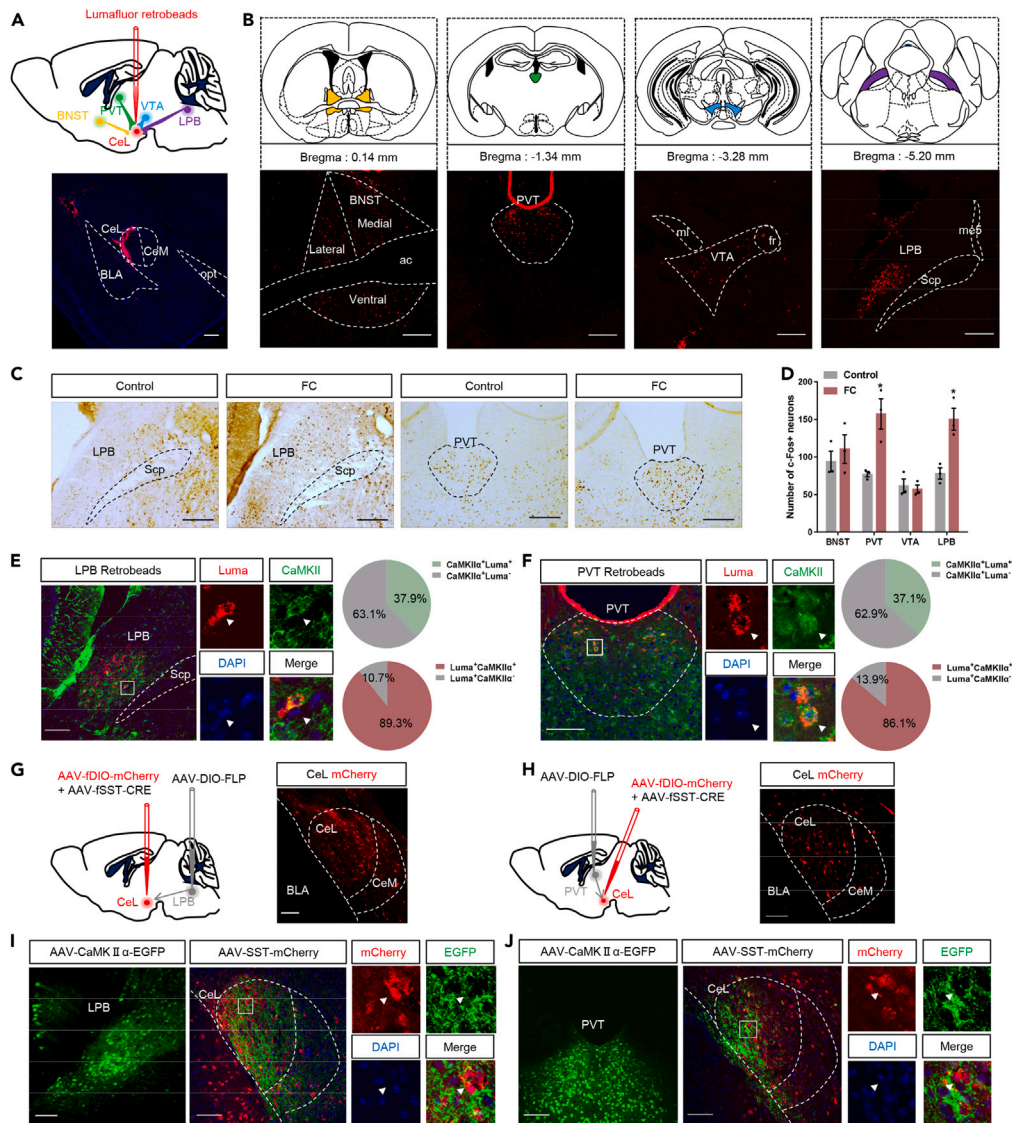 A
Lumafluor retrobeads
BNST
PVT
VTA
LPB
CeL
CeL
CeM
BLA
opt
B
Bregma : 0.14 mm
Bregma : -1.34 mm
Bregma : -3.28 mm
Bregma : -5.20 mm
BNST
Medial
Lateral
ac
Ventral
PVT
ml
fr
VTA
me5
LPB
Scp
C
Control
FC
Control
FC
LPB
Scp
LPB
Scp
PVT
PVT
D
Control
FC
Number of c-Fos+ neurons
200
150
100
50
0
* *
BNST PVT VTA LPB
E
LPB Retrobeads
Luma
CaMKII
DAPI
Merge
LPB
Scp
CaMKIIα⁺Luma⁺
CaMKIIα⁺Luma⁻
63.1%
37.9%
Luma⁺CaMKIIα⁺
Luma⁺CaMKIIα⁻
10.7%
89.3%
F
PVT Retrobeads
Luma
CaMKII
DAPI
Merge
PVT
CaMKIIα⁺Luma⁺
CaMKIIα⁺Luma⁻
62.9%
37.1%
Luma⁺CaMKIIα⁺
Luma⁺CaMKIIα⁻
13.9%
86.1%
G
AAV-fDIO-mCherry
+ AAV-fSST-CRE
AAV-DIO-FLP
CeL
LPB
CeL mCherry
CeL
BLA
CeM
H
AAV-DIO-FLP
AAV-fDIO-mCherry
+ AAV-fSST-CRE
PVT
CeL
CeL mCherry
CeL
BLA
CeM
I
AAV-CaMK II α-EGFP
AAV-SST-mCherry
mCherry
EGFP
DAPI
Merge
LPB
CeL
J
AAV-CaMK II α-EGFP
AAV-SST-mCherry
mCherry
EGFP
DAPI
Merge
PVT
CeL